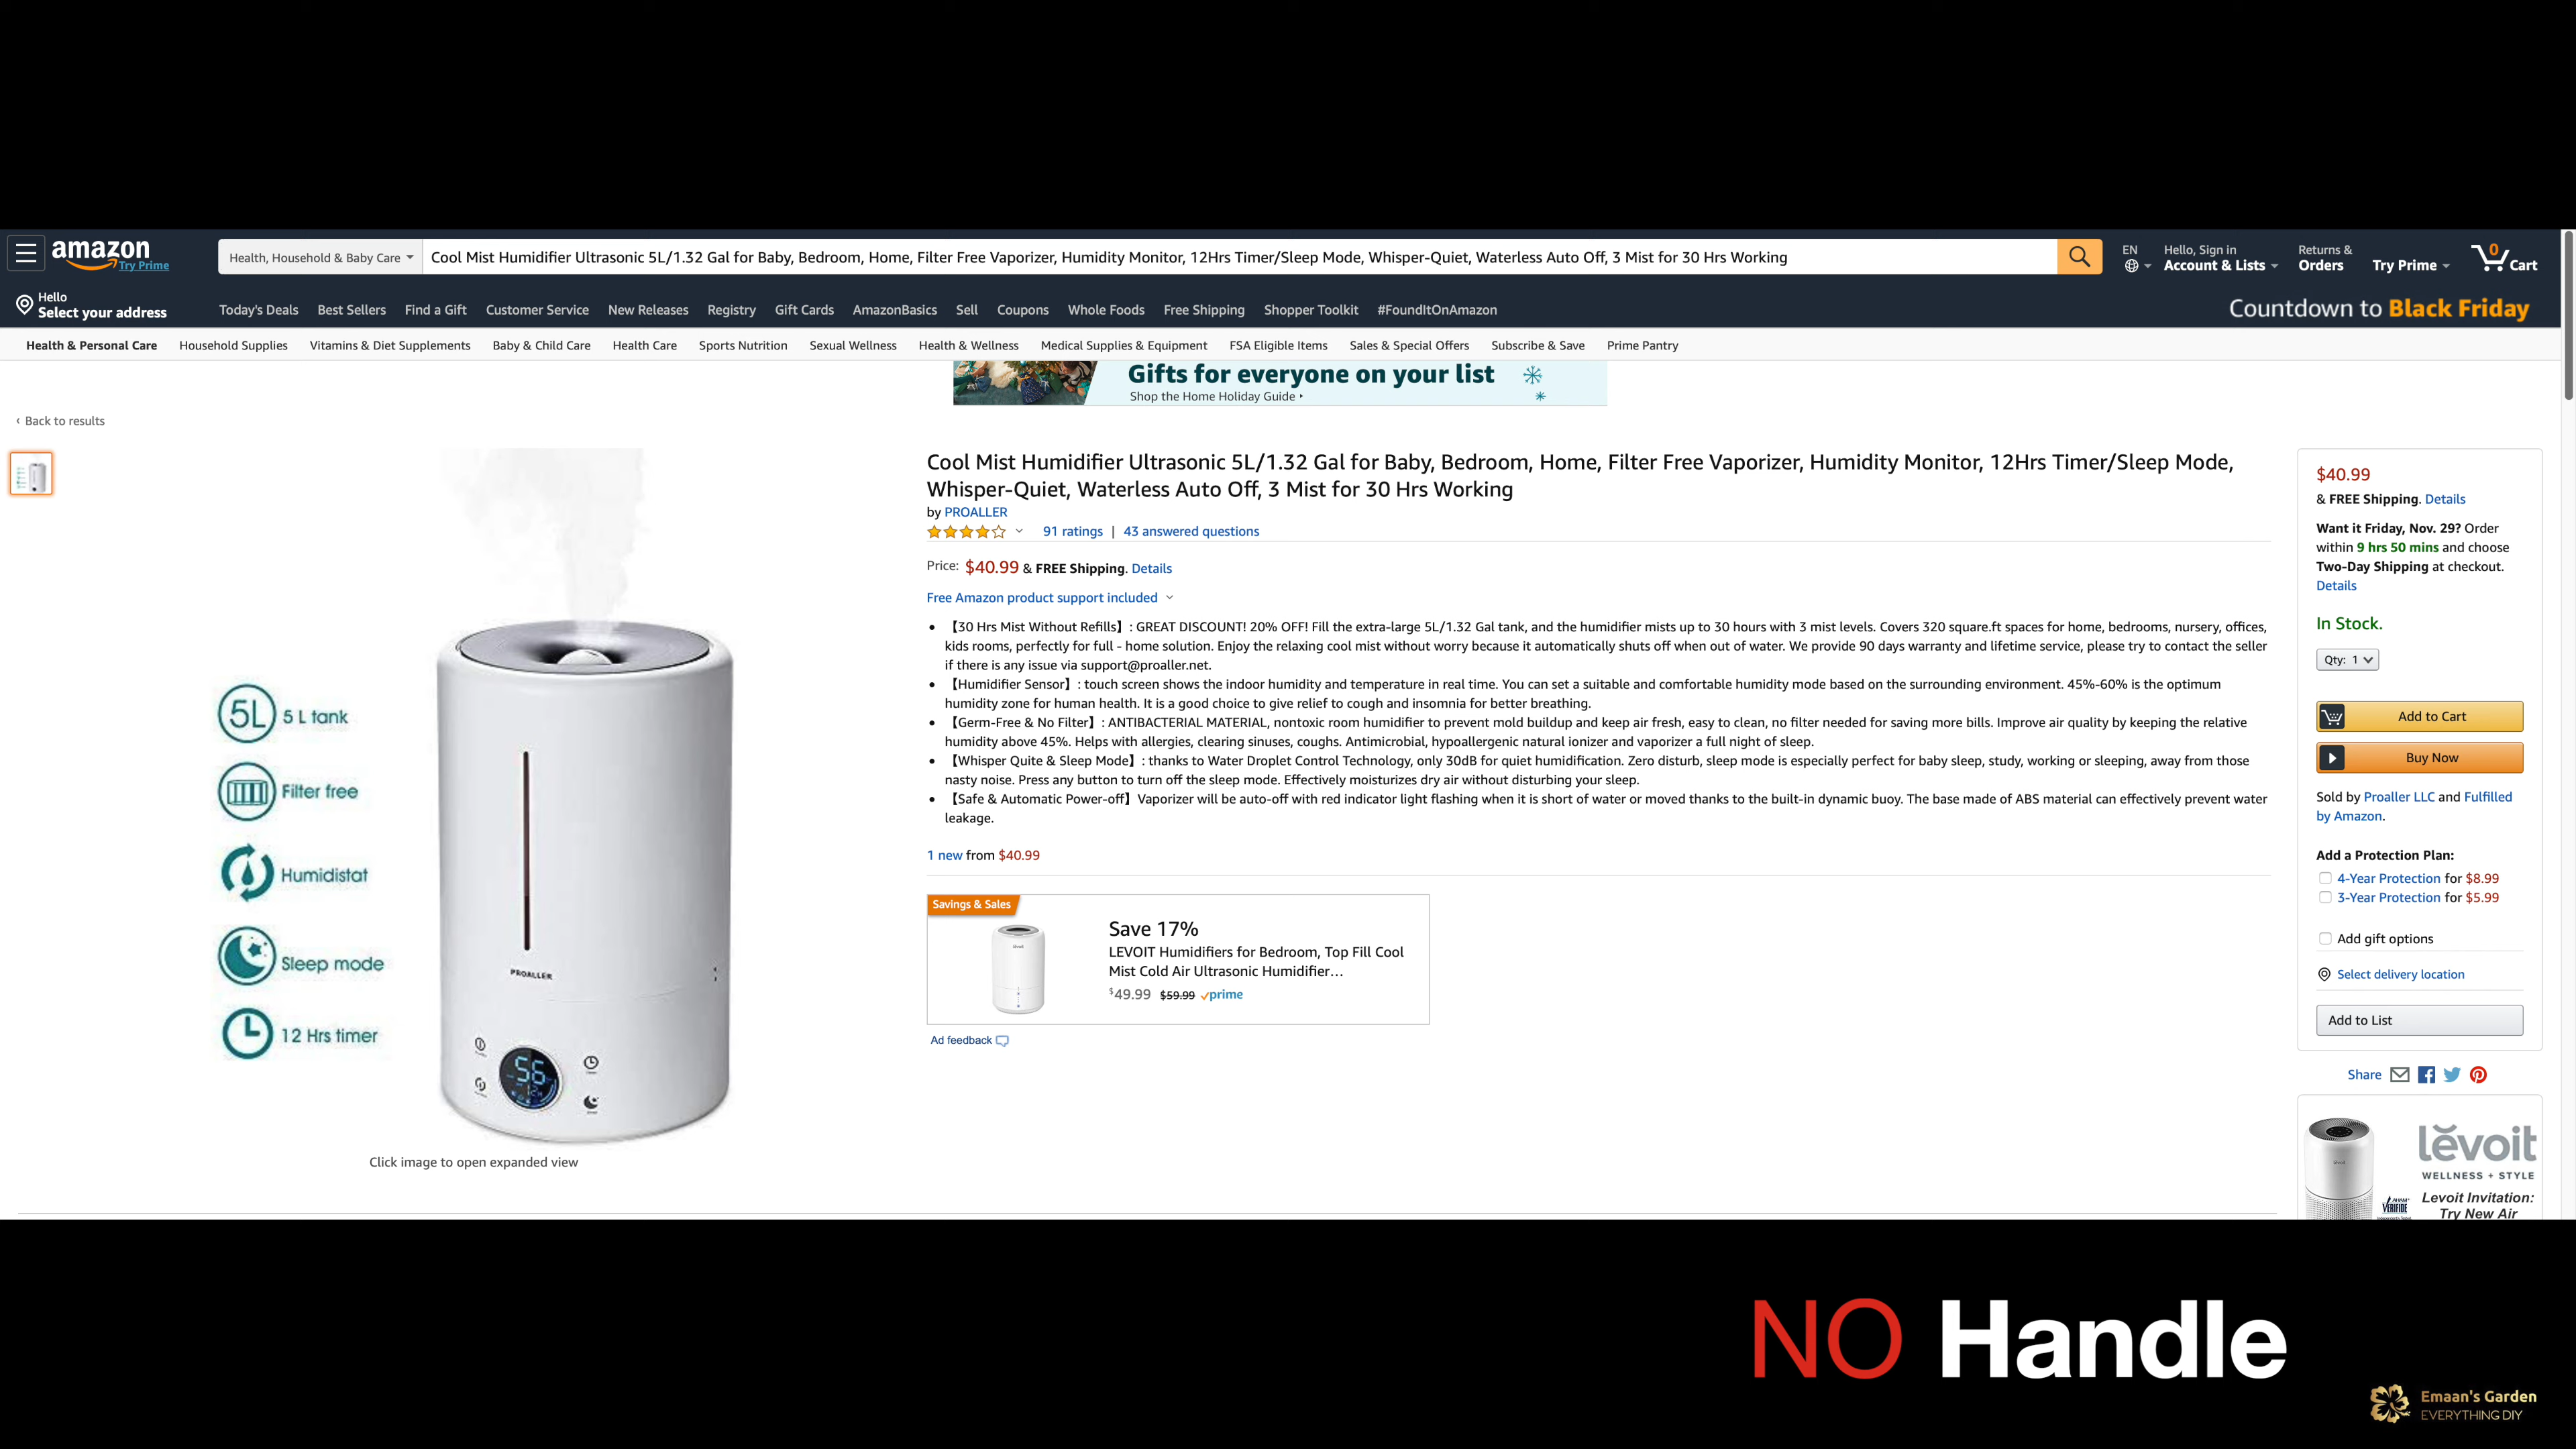 amazon
Try Prime
Health, Household & Baby Care
Cool Mist Humidifier Ultrasonic 5L/1.32 Gal for Baby, Bedroom, Home, Filter Free Vaporizer, Humidity Monitor, 12Hrs Timer/Sleep Mode, Whisper-Quiet, Waterless Auto Off, 3 Mist for 30 Hrs Working
EN
Hello, Sign in
Account & Lists
Returns &
Orders
Try Prime
0
Cart
Hello
Select your address
Today's Deals Best Sellers Find a Gift Customer Service New Releases Registry Gift Cards AmazonBasics Sell Coupons Whole Foods Free Shipping Shopper Toolkit #FoundItOnAmazon
Countdown to Black Friday
Health & Personal Care Household Supplies Vitamins & Diet Supplements Baby & Child Care Health Care Sports Nutrition Sexual Wellness Health & Wellness Medical Supplies & Equipment FSA Eligible Items Sales & Special Offers Subscribe & Save Prime Pantry
Gifts for everyone on your list
Shop the Home Holiday Guide
‹ Back to results
5L 5 L tank
Filter free
Humidistat
Sleep mode
12 Hrs timer
PROALLER
56
Click image to open expanded view
Cool Mist Humidifier Ultrasonic 5L/1.32 Gal for Baby, Bedroom, Home, Filter Free Vaporizer, Humidity Monitor, 12Hrs Timer/Sleep Mode,
Whisper-Quiet, Waterless Auto Off, 3 Mist for 30 Hrs Working
by PROALLER
91 ratings | 43 answered questions
Price: $40.99 & FREE Shipping. Details
Free Amazon product support included
• 【30 Hrs Mist Without Refills】: GREAT DISCOUNT! 20% OFF! Fill the extra-large 5L/1.32 Gal tank, and the humidifier mists up to 30 hours with 3 mist levels. Covers 320 square.ft spaces for home, bedrooms, nursery, offices,
kids rooms, perfectly for full - home solution. Enjoy the relaxing cool mist without worry because it automatically shuts off when out of water. We provide 90 days warranty and lifetime service, please try to contact the seller
if there is any issue via support@proaller.net.
• 【Humidifier Sensor】: touch screen shows the indoor humidity and temperature in real time. You can set a suitable and comfortable humidity mode based on the surrounding environment. 45%-60% is the optimum
humidity zone for human health. It is a good choice to give relief to cough and insomnia for better breathing.
• 【Germ-Free & No Filter】: ANTIBACTERIAL MATERIAL, nontoxic room humidifier to prevent mold buildup and keep air fresh, easy to clean, no filter needed for saving more bills. Improve air quality by keeping the relative
humidity above 45%. Helps with allergies, clearing sinuses, coughs. Antimicrobial, hypoallergenic natural ionizer and vaporizer a full night of sleep.
• 【Whisper Quite & Sleep Mode】: thanks to Water Droplet Control Technology, only 30dB for quiet humidification. Zero disturb, sleep mode is especially perfect for baby sleep, study, working or sleeping, away from those
nasty noise. Press any button to turn off the sleep mode. Effectively moisturizes dry air without disturbing your sleep.
• 【Safe & Automatic Power-off】Vaporizer will be auto-off with red indicator light flashing when it is short of water or moved thanks to the built-in dynamic buoy. The base made of ABS material can effectively prevent water
leakage.
1 new from $40.99
Savings & Sales
Save 17%
LEVOIT Humidifiers for Bedroom, Top Fill Cool
Mist Cold Air Ultrasonic Humidifier…
$49.99 $59.99 prime
Ad feedback
$40.99
& FREE Shipping. Details
Want it Friday, Nov. 29? Order
within 9 hrs 50 mins and choose
Two-Day Shipping at checkout.
Details
In Stock.
Qty: 1
Add to Cart
Buy Now
Sold by Proaller LLC and Fulfilled
by Amazon.
Add a Protection Plan:
4-Year Protection for $8.99
3-Year Protection for $5.99
Add gift options
Select delivery location
Add to List
Share
levoit
WELLNESS + STYLE
VERIFIDE
Levoit Invitation:
Try New Air
NO Handle
Emaan's Garden
EVERYTHING DIY